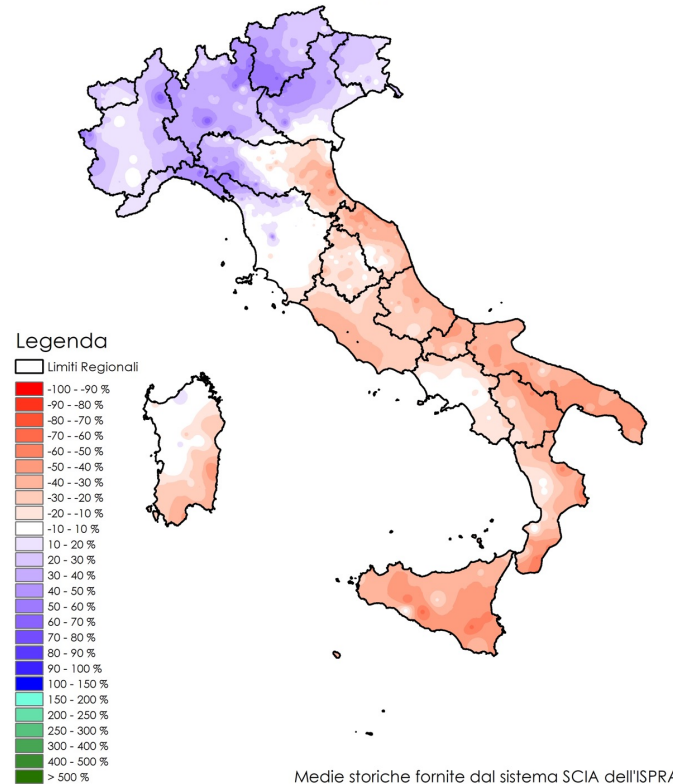 Legenda
Limiti Regionali
-100 - -90 %
-90 - -80 %
-80 - -70 %
-70 - -60 %
-60 - -50 %
-50 - -40 %
-40 - -30 %
-30 - -20 %
-20 - -10 %
-10 - 10 %
10 - 20 %
20 - 30 %
30 - 40 %
40 - 50 %
50 - 60 %
60 - 70 %
70 - 80 %
80 - 90 %
90 - 100 %
100 - 150 %
150 - 200 %
200 - 250 %
250 - 300 %
300 - 400 %
400 - 500 %
> 500 %
Medie storiche fornite dal sistema SCIA dell'ISPRA